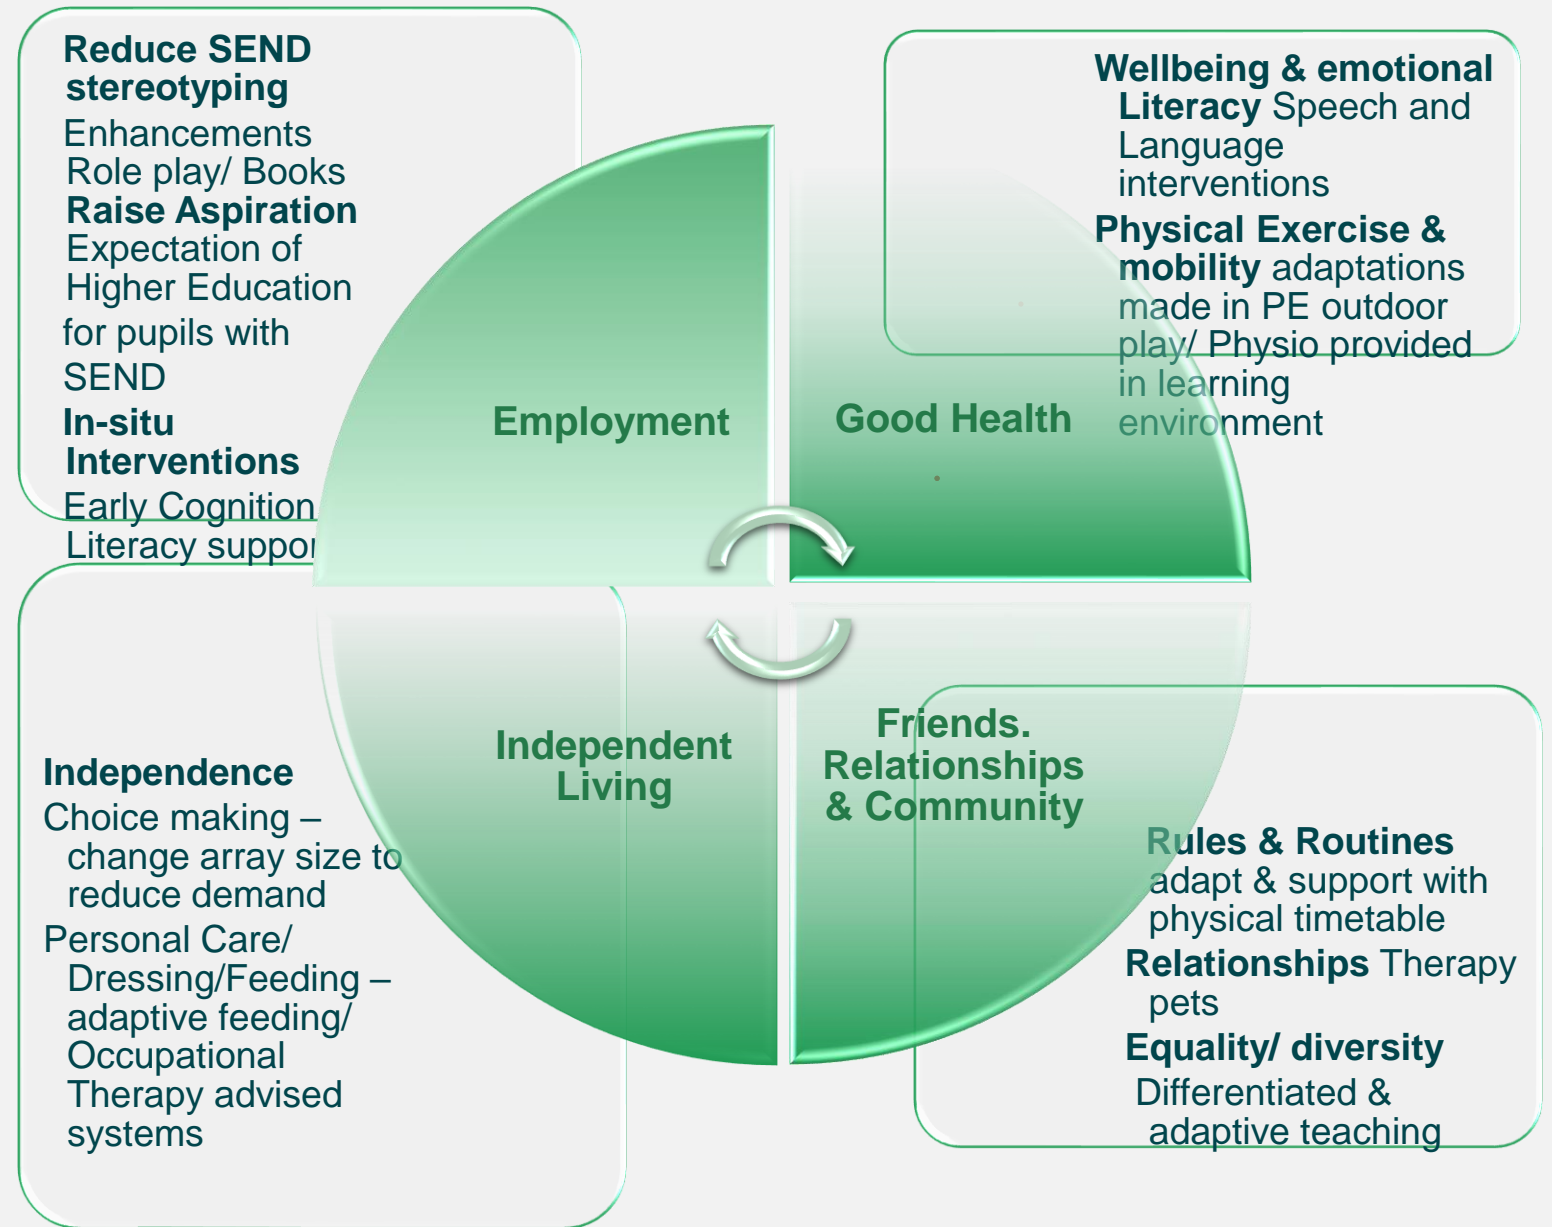 Reduce SEND
stereotyping
Enhancements
Role play/ Books
Raise Aspiration
Expectation of
Higher Education
for pupils with
SEND
In-situ
Interventions
Early Cognition
Literacy suppor
Wellbeing & emotional
Literacy Speech and
Language
interventions
Physical Exercise &
mobility adaptations
made in PE outdoor
play/ Physio provided
in learning
environment
Employment
Good Health
Independent
Living
Friends.
Relationships
& Community
Independence
Choice making –
change array size to
reduce demand
Personal Care/
Dressing/Feeding –
adaptive feeding/
Occupational
Therapy advised
systems
Rules & Routines
adapt & support with
physical timetable
Relationships Therapy
pets
Equality/ diversity
Differentiated &
adaptive teaching